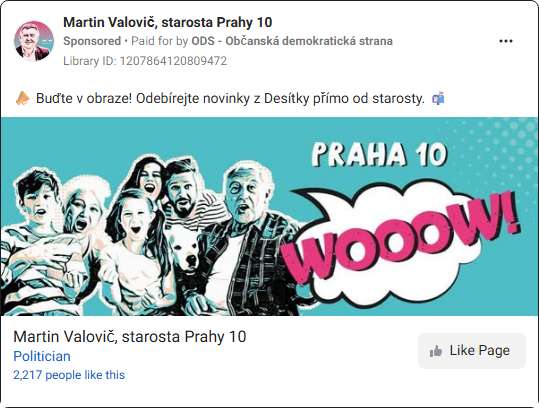 Martin Valovič, starosta Prahy 10
Sponsored • Paid for by ODS - Občanská demokratická strana
Library ID: 1207864120809472
Buďte v obraze! Odebírejte novinky z Desítky přímo od starosty.
PRAHA 10
WOOOW!
Martin Valovič, starosta Prahy 10
Politician
2,217 people like this
Like Page